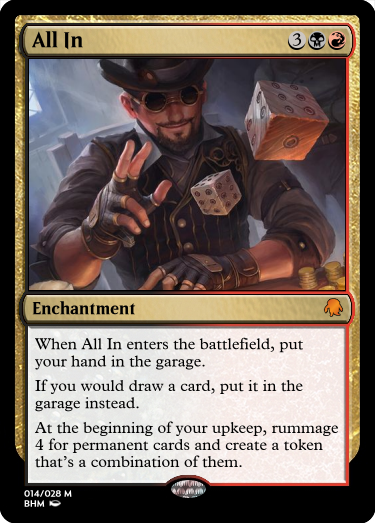 All In 3
Enchantment
When All In enters the battlefield, put
your hand in the garage.
If you would draw a card, put it in the
garage instead.
At the beginning of your upkeep, rummage
4 for permanent cards and create a token
that's a combination of them.
014/028 M
BHM